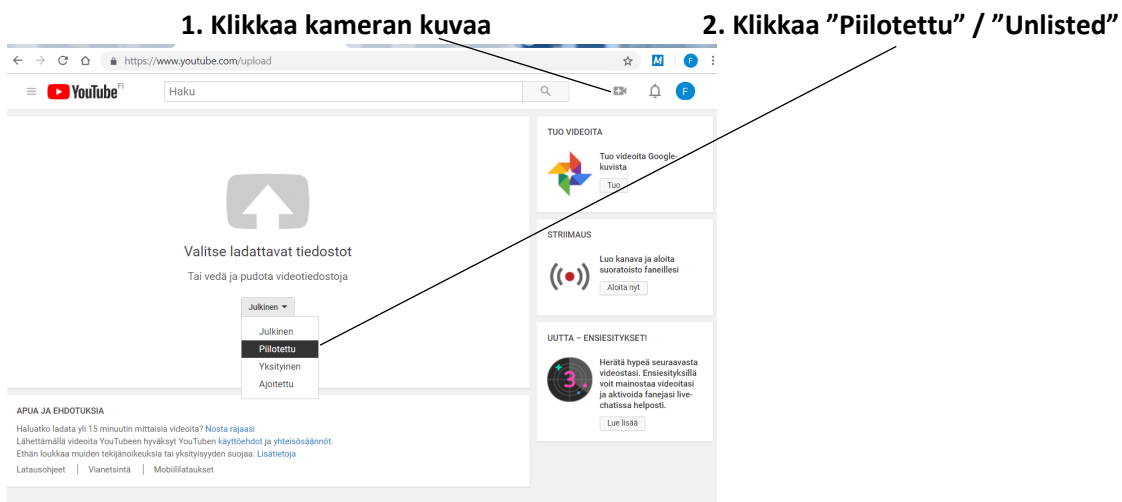 1. Klikkaa kameran kuvaa
2. Klikkaa ”Piilotettu” / ”Unlisted”
https://www.youtube.com/upload
M
F
YouTube FI
Haku
F
Valitse ladattavat tiedostot
Tai vedä ja pudota videotiedostoja
Julkinen
Julkinen
Piilotettu
Yksityinen
Ajoitettu
TUO VIDEOITA
Tuo videoita Google-
kuvista
Tuo
STRIIMAUS
Luo kanava ja aloita
suoratoisto faneillesi
Aloita nyt
UUTTA – ENSIESITYKSET!
3
Herätä hypeä seuraavasta
videostasi. Ensiesityksillä
voit mainostaa videoitasi
ja aktivoida fanejasi live-
chatissa helposti.
Lue lisää
APUA JA EHDOTUKSIA
Haluatko ladata yli 15 minuutin mittaisia videoita? Nosta rajaasi
Lähettämällä videoita YouTubeen hyväksyt YouTuben käyttöehdot ja yhteisösäännöt.
Ethän loukkaa muiden tekijänoikeuksia tai yksityisyyden suojaa. Lisätietoja
Latausohjeet | Vianetsintä | Mobiililataukset